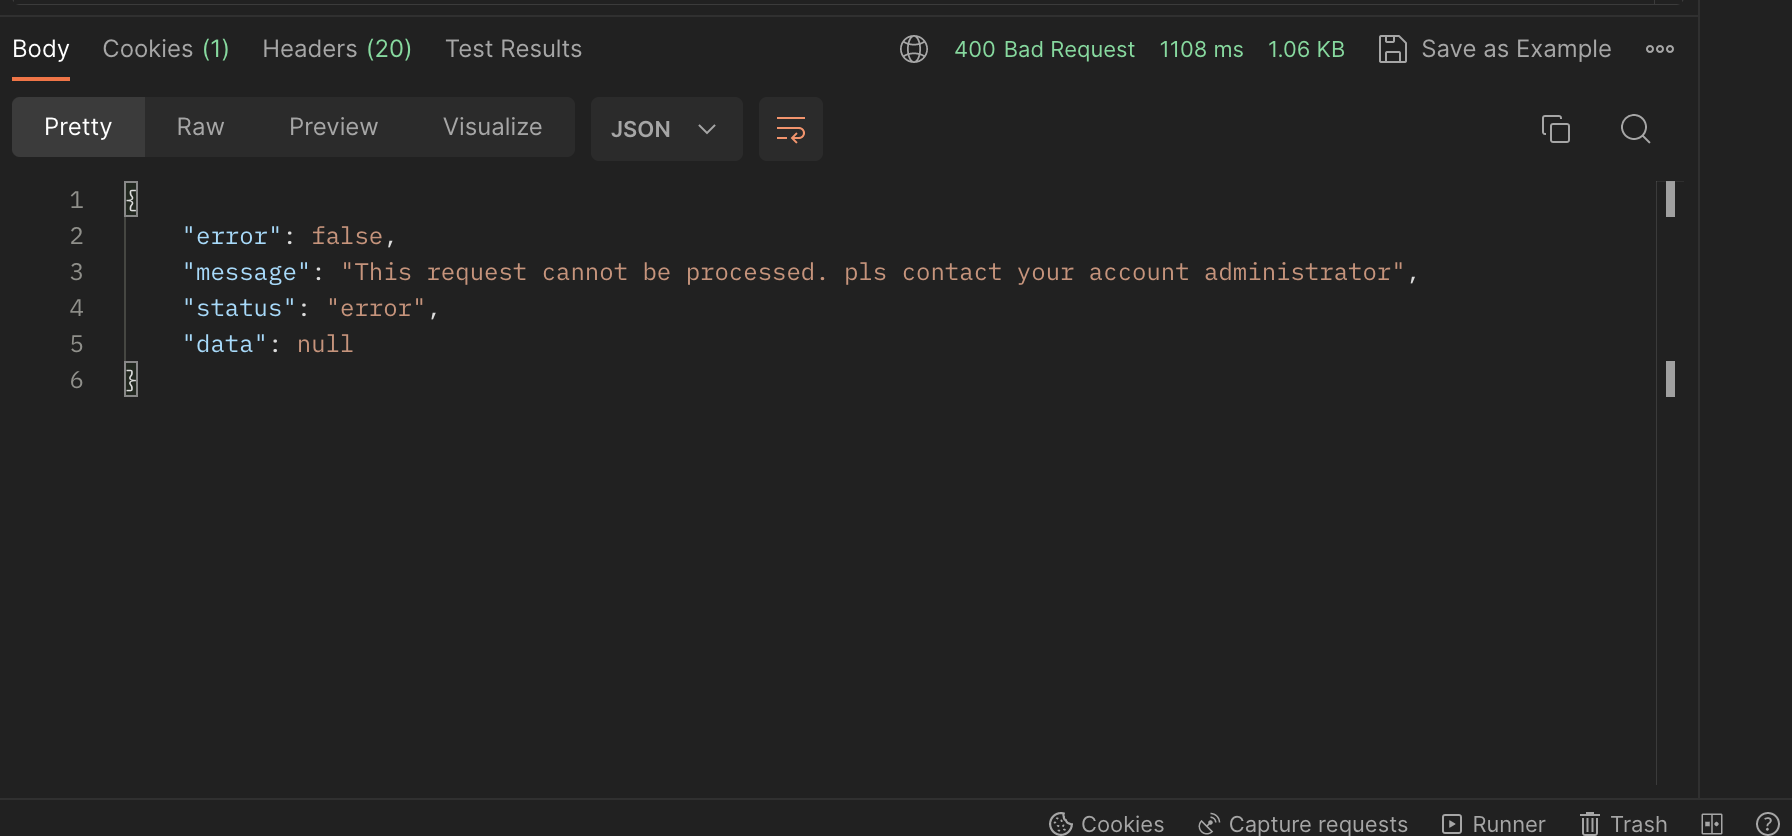 Body Cookies (1) Headers (20) Test Results 400 Bad Request 1108 ms 1.06 KB Save as Example
Pretty Raw Preview Visualize JSON
1 {
2 "error": false,
3 "message": "This request cannot be processed. pls contact your account administrator",
4 "status": "error",
5 "data": null
6 }
Cookies Capture requests Runner Trash